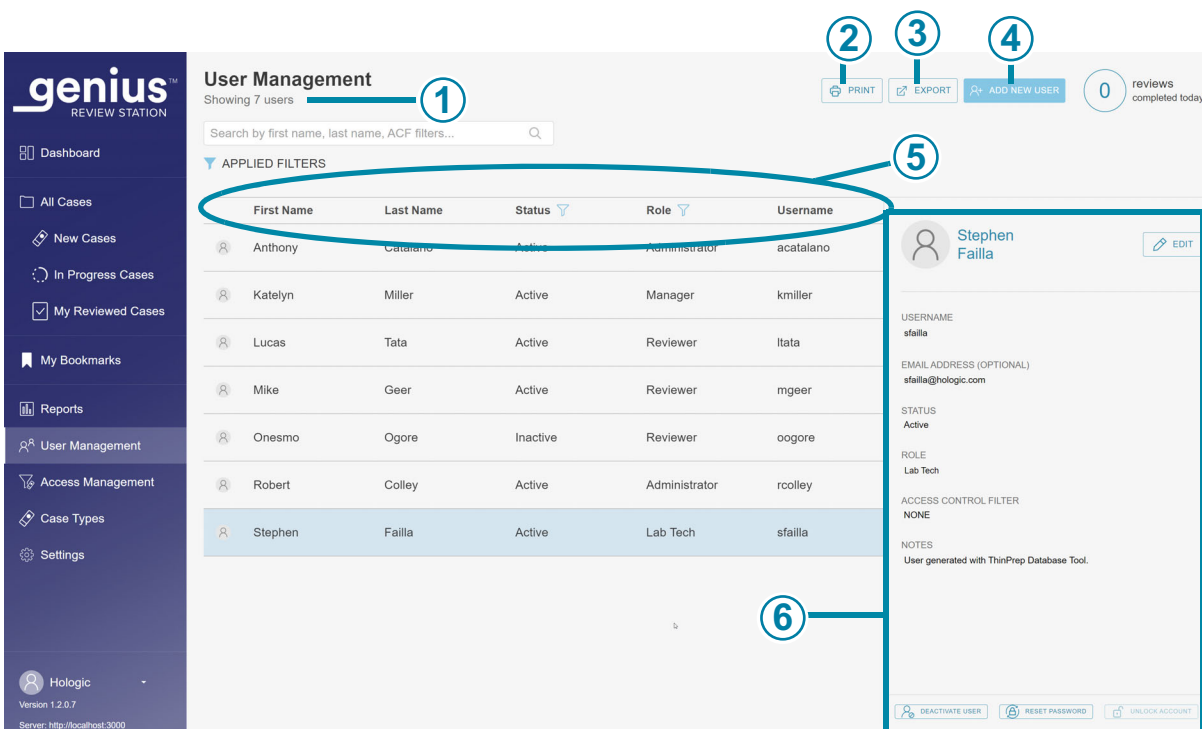 2
3
4
genius™
REVIEW STATION
Dashboard
All Cases
New Cases
In Progress Cases
My Reviewed Cases
My Bookmarks
Reports
User Management
Access Management
Case Types
Settings
Hologic
Version 1.2.0.7
Server: http://localhost:3000
User Management
Showing 7 users
1
PRINT
EXPORT
ADD NEW USER
0 reviews
completed today
Search by first name, last name, ACF filters...
APPLIED FILTERS
5
First Name Last Name Status Role Username
Anthony Catalano Active Administrator acatalano
Katelyn Miller Active Manager kmiller
Lucas Tata Active Reviewer ltata
Mike Geer Active Reviewer mgeer
Onesmo Ogore Inactive Reviewer oogore
Robert Colley Active Administrator rcolley
Stephen Failla Active Lab Tech sfailla
6
Stephen
Failla
EDIT
USERNAME
sfailla
EMAIL ADDRESS (OPTIONAL)
sfailla@hologic.com
STATUS
Active
ROLE
Lab Tech
ACCESS CONTROL FILTER
NONE
NOTES
User generated with ThinPrep Database Tool.
DEACTIVATE USER
RESET PASSWORD
UNLOCK ACCOUNT